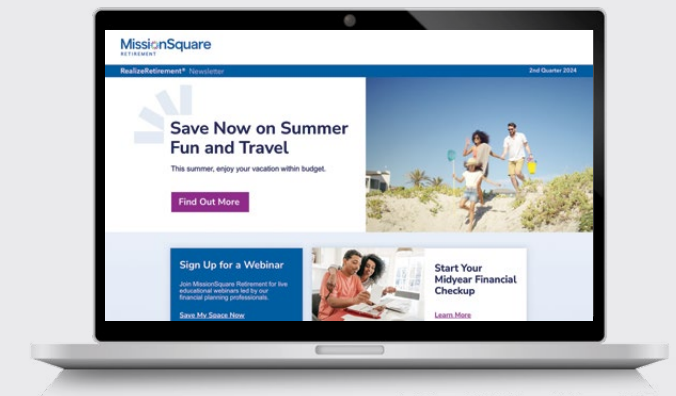 MissionSquare
RETIREMENT
RealizeRetirement® Newsletter
2nd Quarter 2024
Save Now on Summer
Fun and Travel
This summer, enjoy your vacation within budget.
Find Out More
Sign Up for a Webinar
Join MissionSquare Retirement for live
educational webinars led by our
financial planning professionals.
Save My Space Now
Start Your
Midyear Financial
Checkup
Learn More